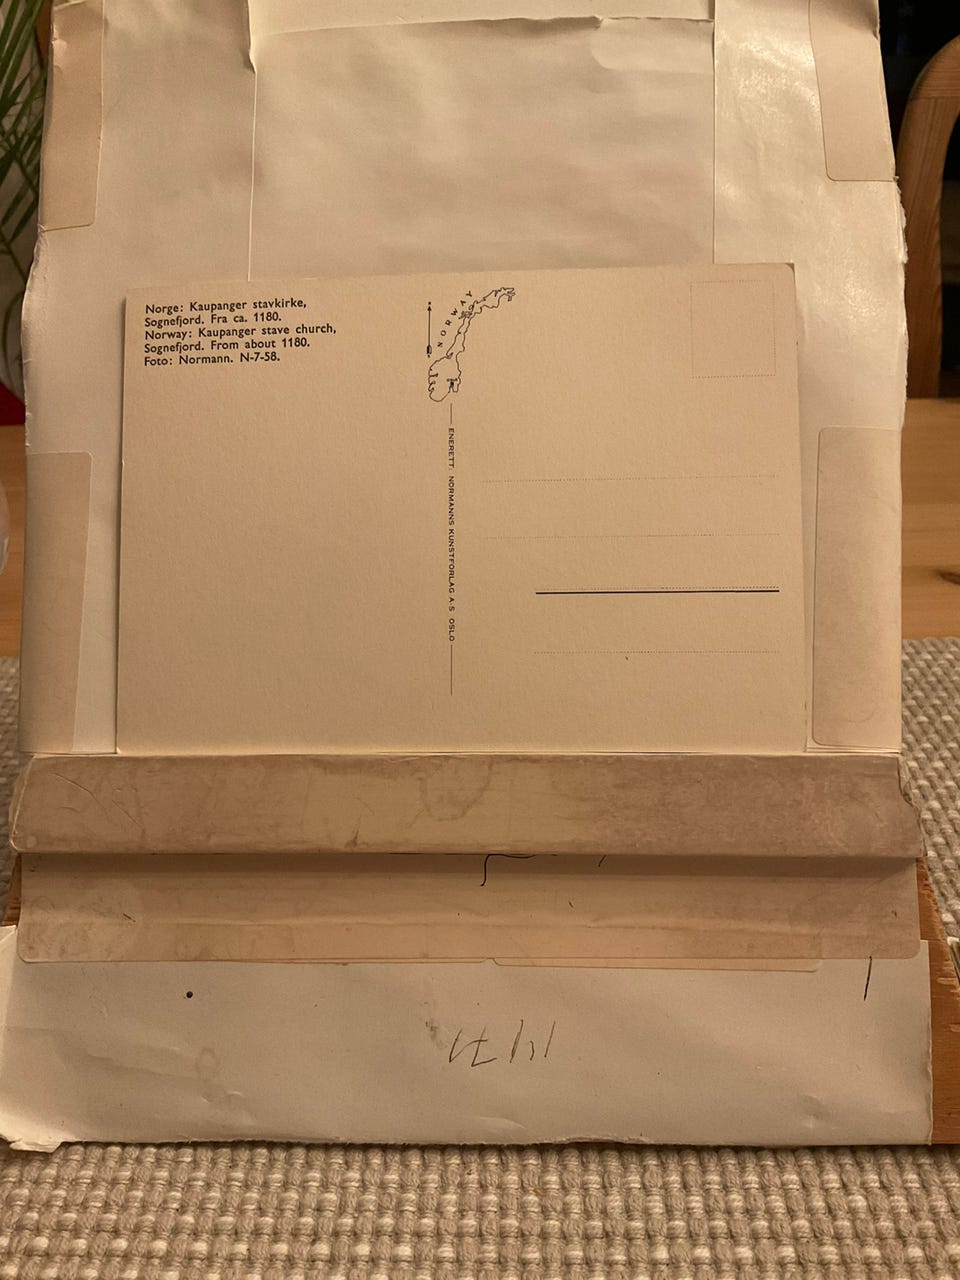 Norge: Kaupanger stavkirke,
Sognefjord. Fra ca. 1180.
Norway: Kaupanger stave church,
Sognefjord. From about 1180.
Foto: Normann. N-7-58.
NORWAY
ENERETT: NORMANNS KUNSTFORLAG A·S OSLO